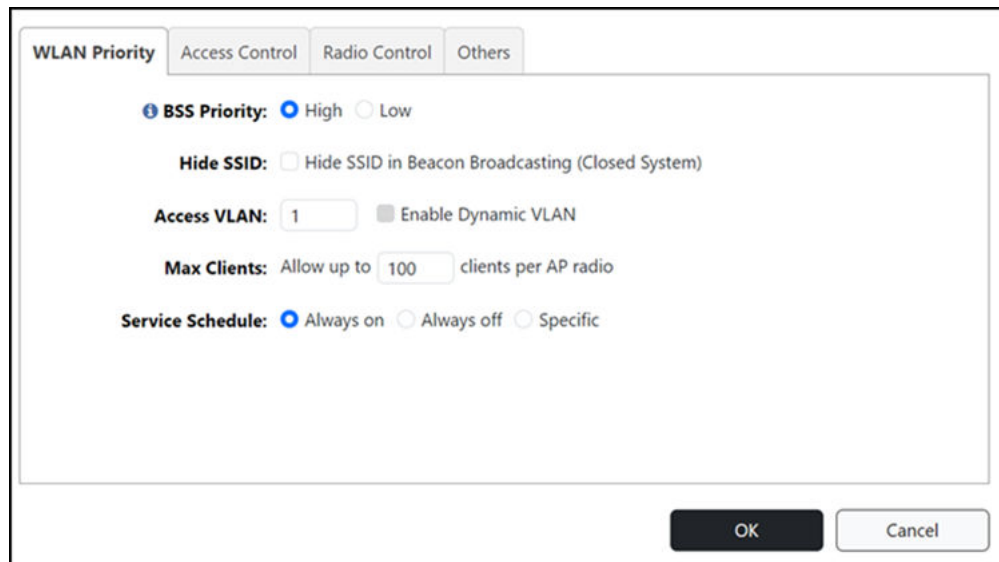 WLAN Priority Access Control Radio Control Others
BSS Priority: High Low
Hide SSID: Hide SSID in Beacon Broadcasting (Closed System)
Access VLAN: 1 Enable Dynamic VLAN
Max Clients: Allow up to 100 clients per AP radio
Service Schedule: Always on Always off Specific
OK Cancel